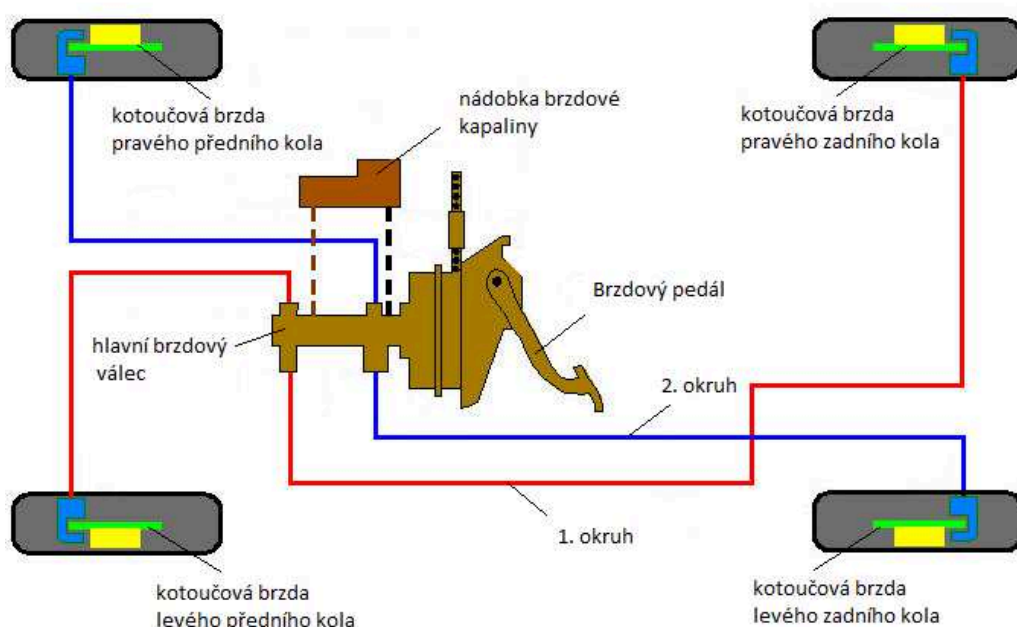 kotoučová brzda
pravého předního kola
nádobka brzdové
kapaliny
kotoučová brzda
pravého zadního kola
Brzdový pedál
hlavní brzdový
válec
2. okruh
1. okruh
kotoučová brzda
levého předního kola
kotoučová brzda
levého zadního kola